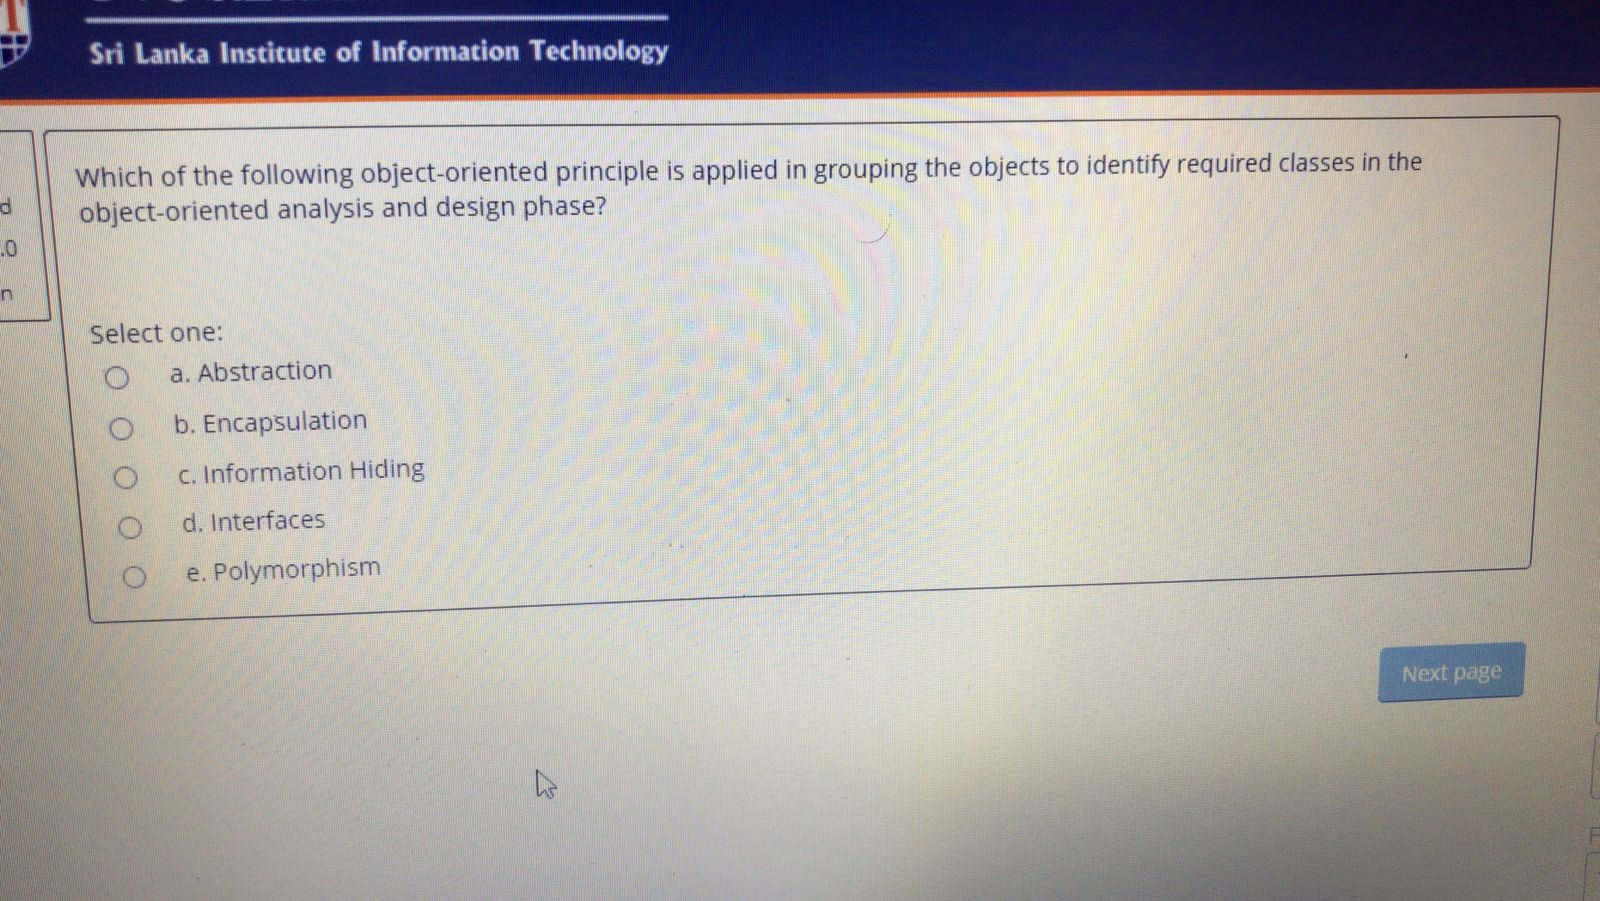 Sri Lanka Institute of Information Technology
Which of the following object-oriented principle is applied in grouping the objects to identify required classes in the
object-oriented analysis and design phase?
d
.0
n
Select one:
a. Abstraction
b. Encapsulation
c. Information Hiding
d. Interfaces
e. Polymorphism
Next page